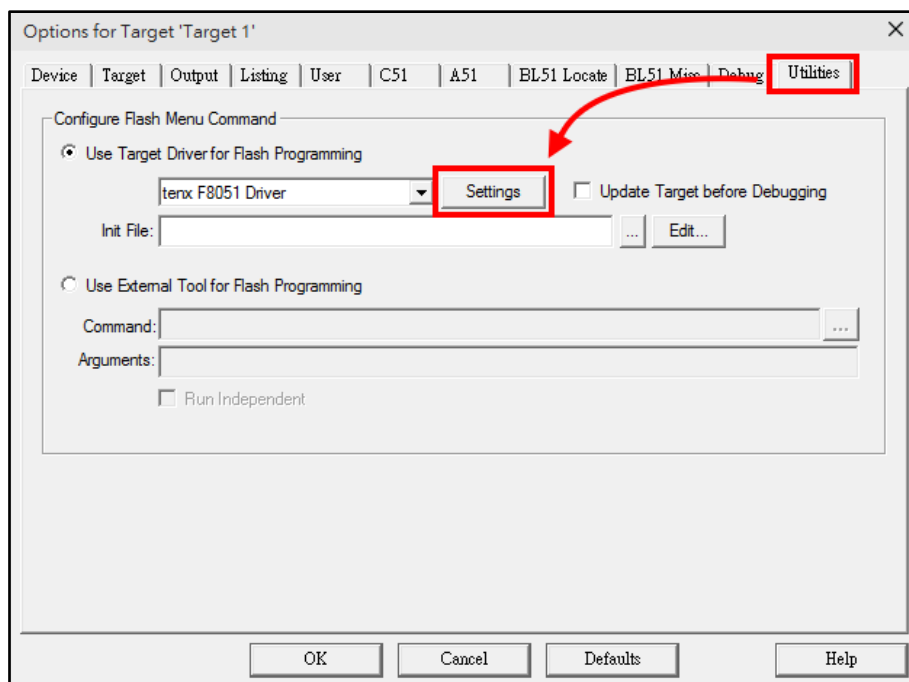 Options for Target 'Target 1'
Device Target Output Listing User C51 A51 BL51 Locate BL51 Misc Debug Utilities
Configure Flash Menu Command
Use Target Driver for Flash Programming
tenx F8051 Driver Settings Update Target before Debugging
Init File: ... Edit...
Use External Tool for Flash Programming
Command: ...
Arguments:
Run Independent
OK Cancel Defaults Help